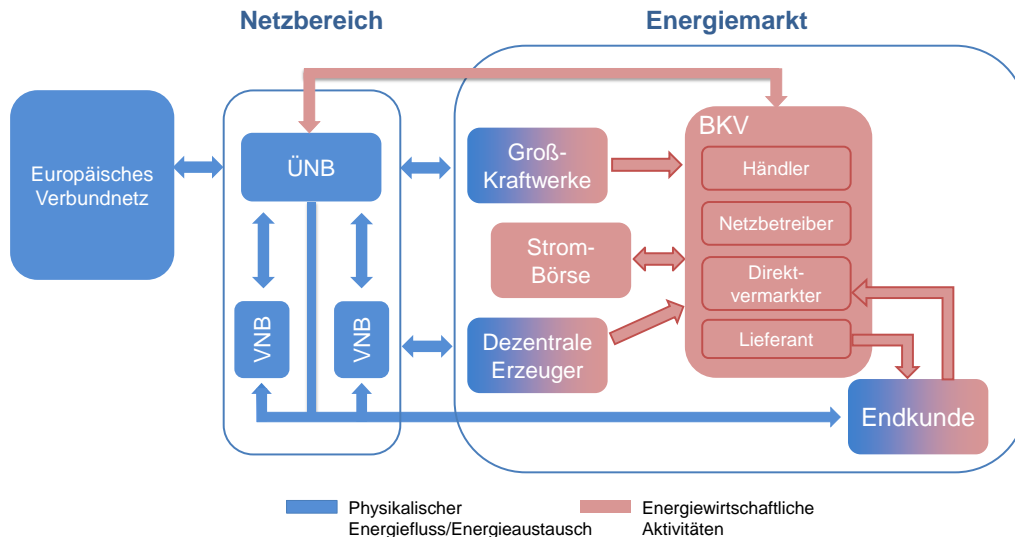 Netzbereich
Energiemarkt
Europäisches
Verbundnetz
ÜNB
VNB
VNB
Groß-
Kraftwerke
Strom-
Börse
Dezentrale
Erzeuger
BKV
Händler
Netzbetreiber
Direkt-
vermarkter
Lieferant
Endkunde
Physikalischer
Energiefluss/Energieaustausch
Energiewirtschaftliche
Aktivitäten